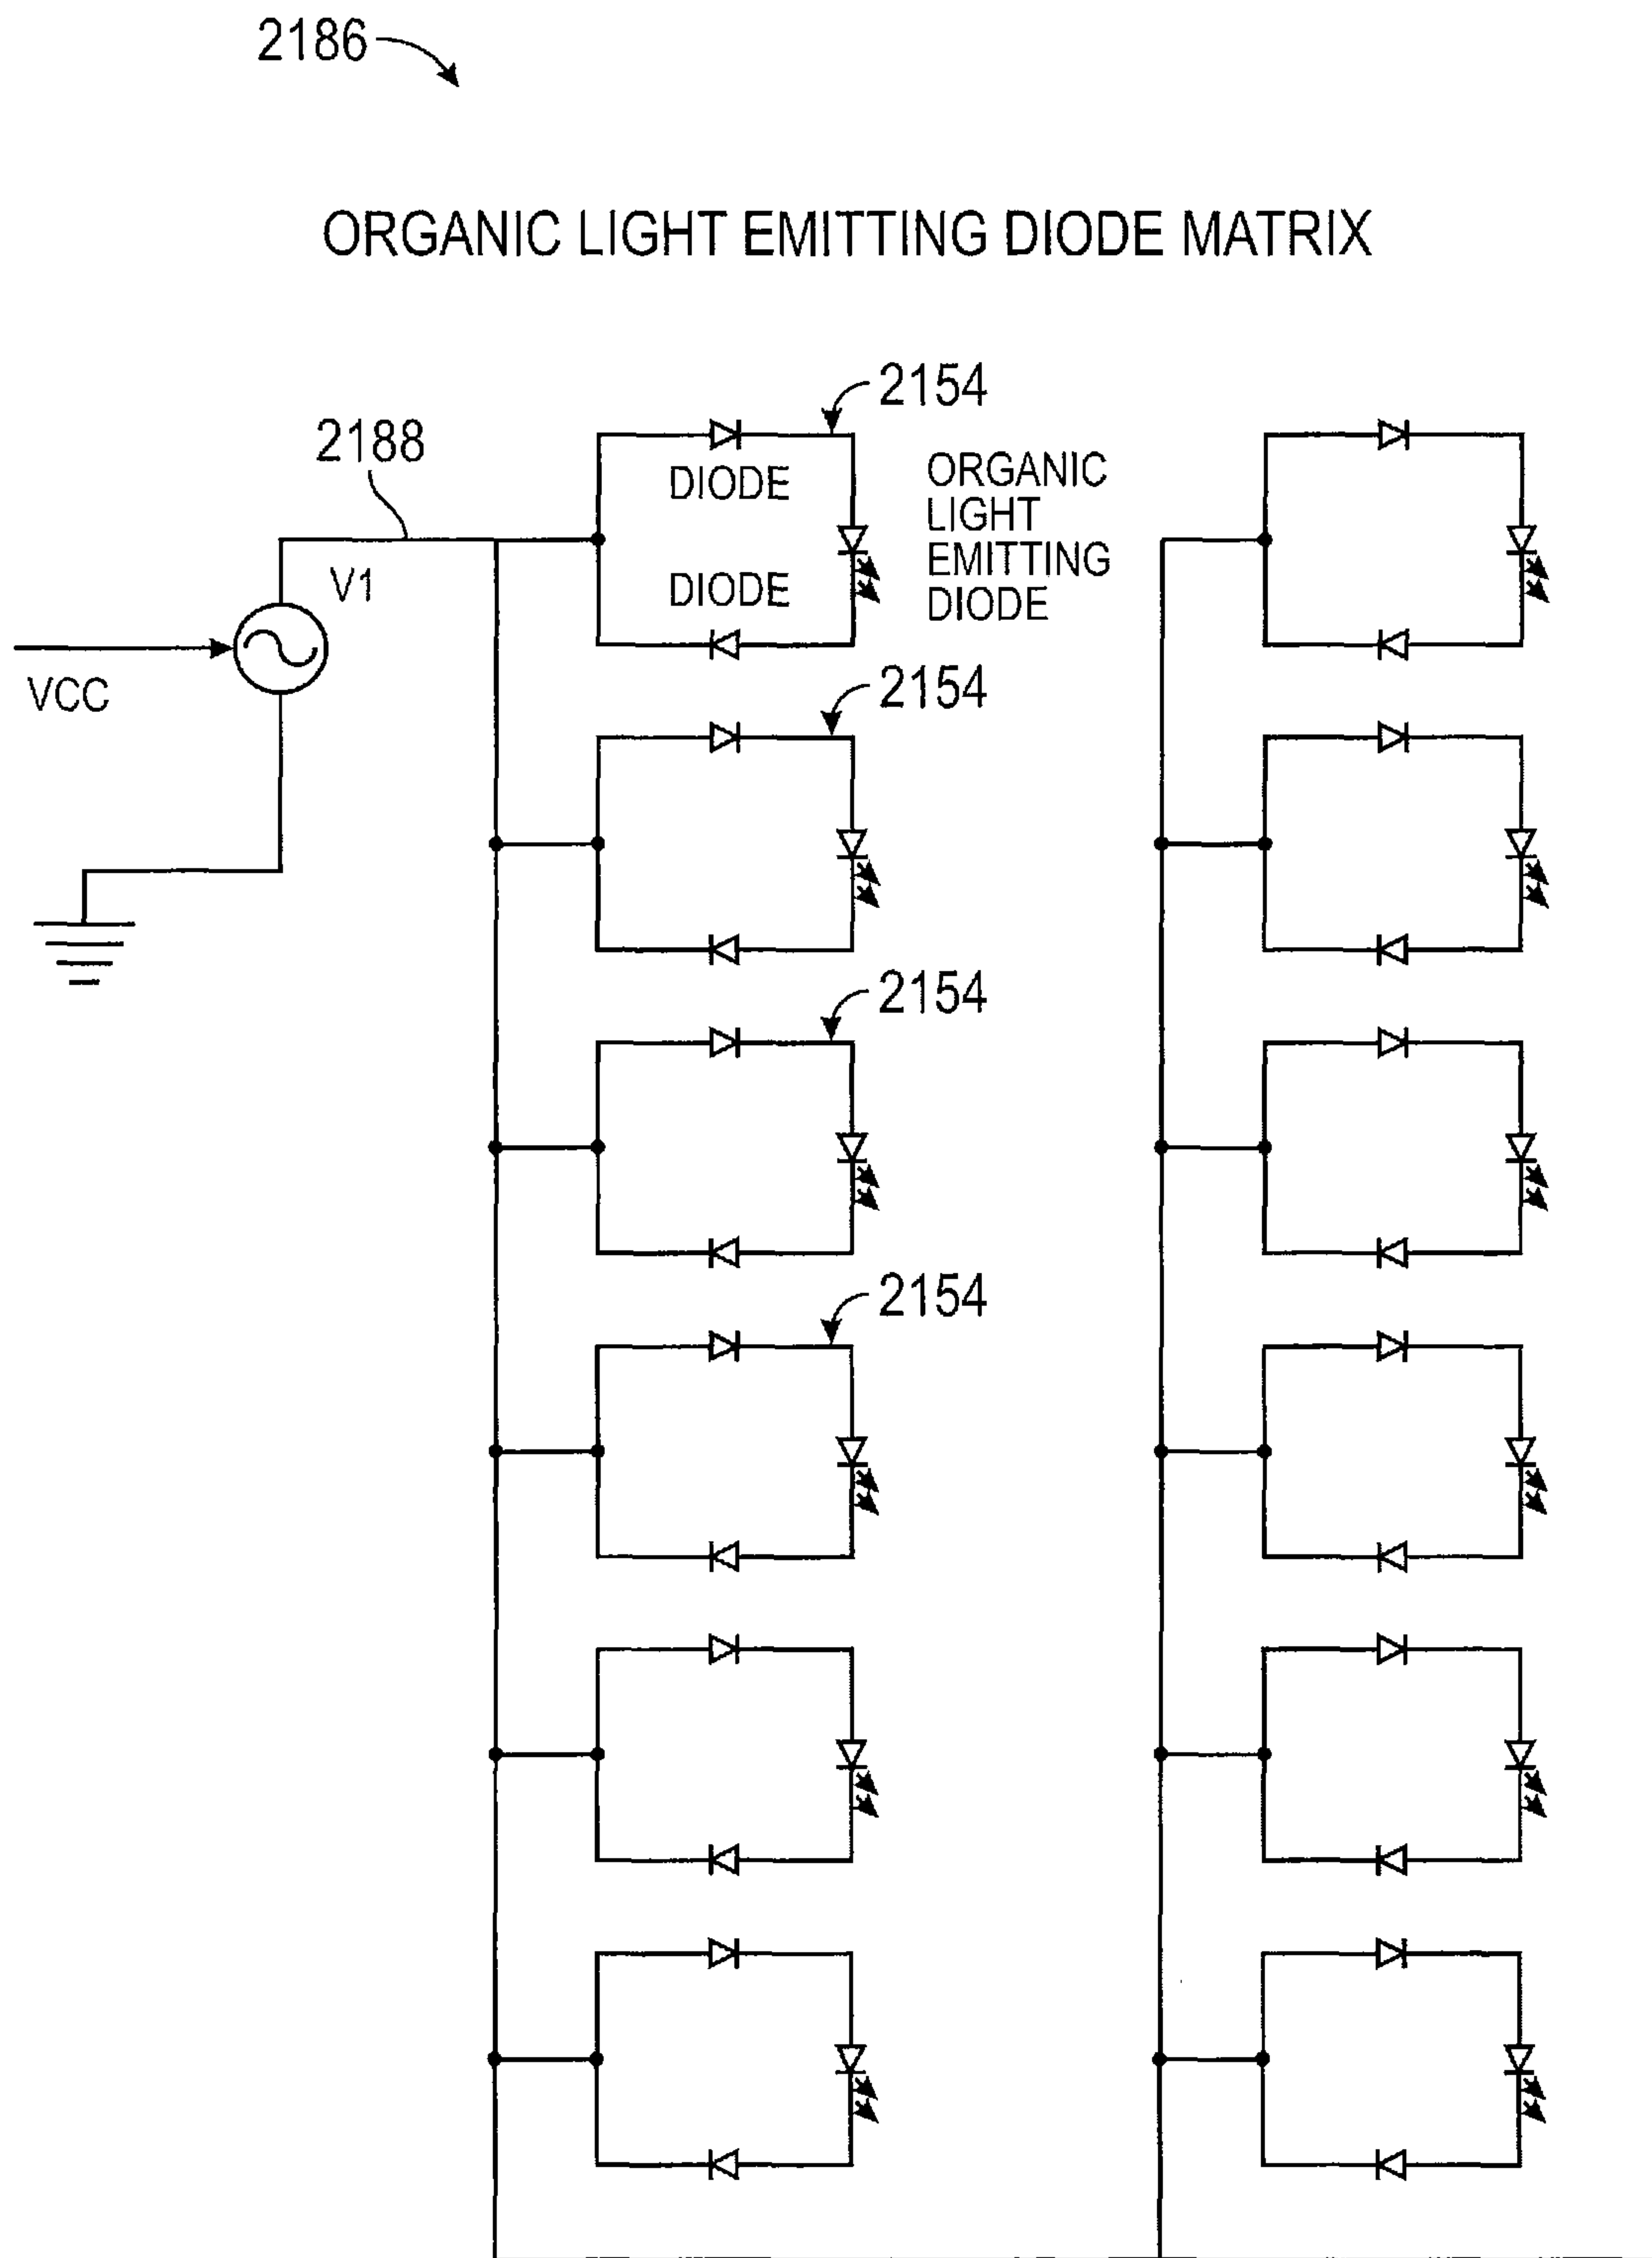 2186
ORGANIC LIGHT EMITTING DIODE MATRIX
2154
2188
DIODE
ORGANIC
LIGHT
EMITTING
DIODE
V1
DIODE
VCC
2154
2154
2154